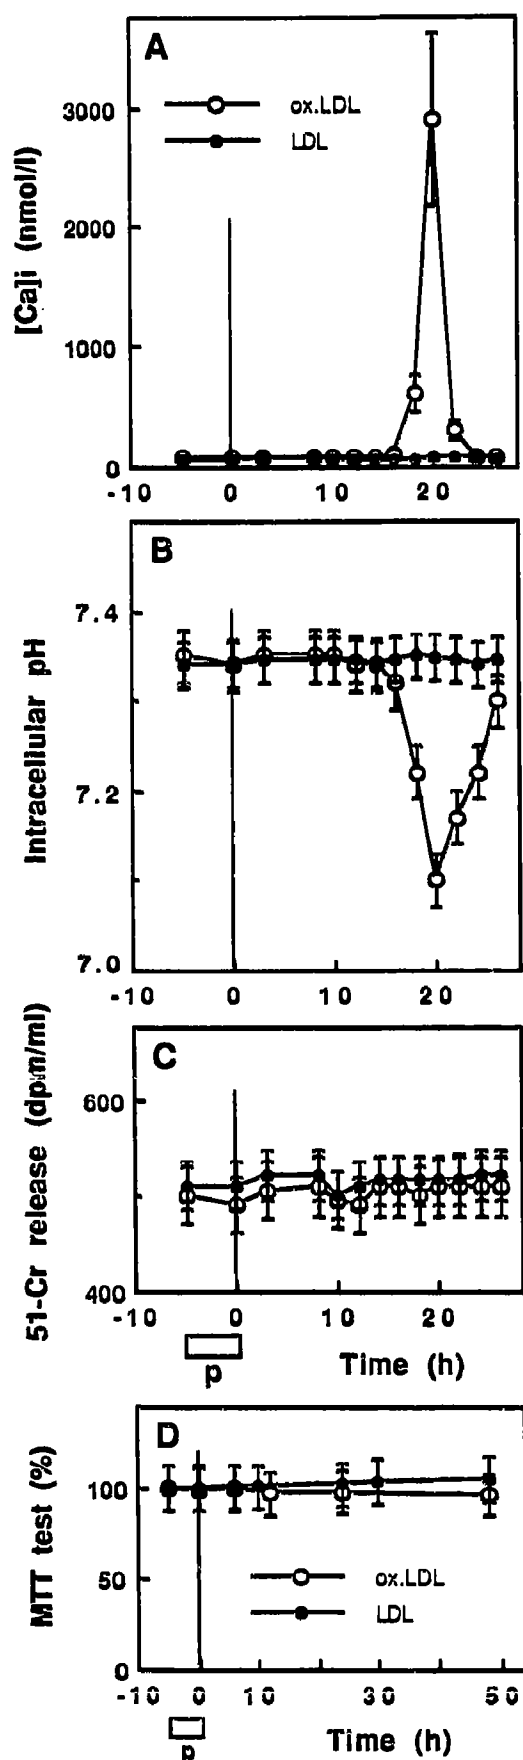 A
ox.LDL
LDL
[Ca]i (nmol/l)
3000
2000
1000
0
-10 0 10 20
B
Intracellular pH
7.4
7.2
7.0
-10 0 10 20
C
51-Cr release (dpm/ml)
600
400
-10 0 10 20
p
Time (h)
D
MTT test (%)
100
50
0
ox.LDL
LDL
-10 0 10 30 50
p
Time (h)